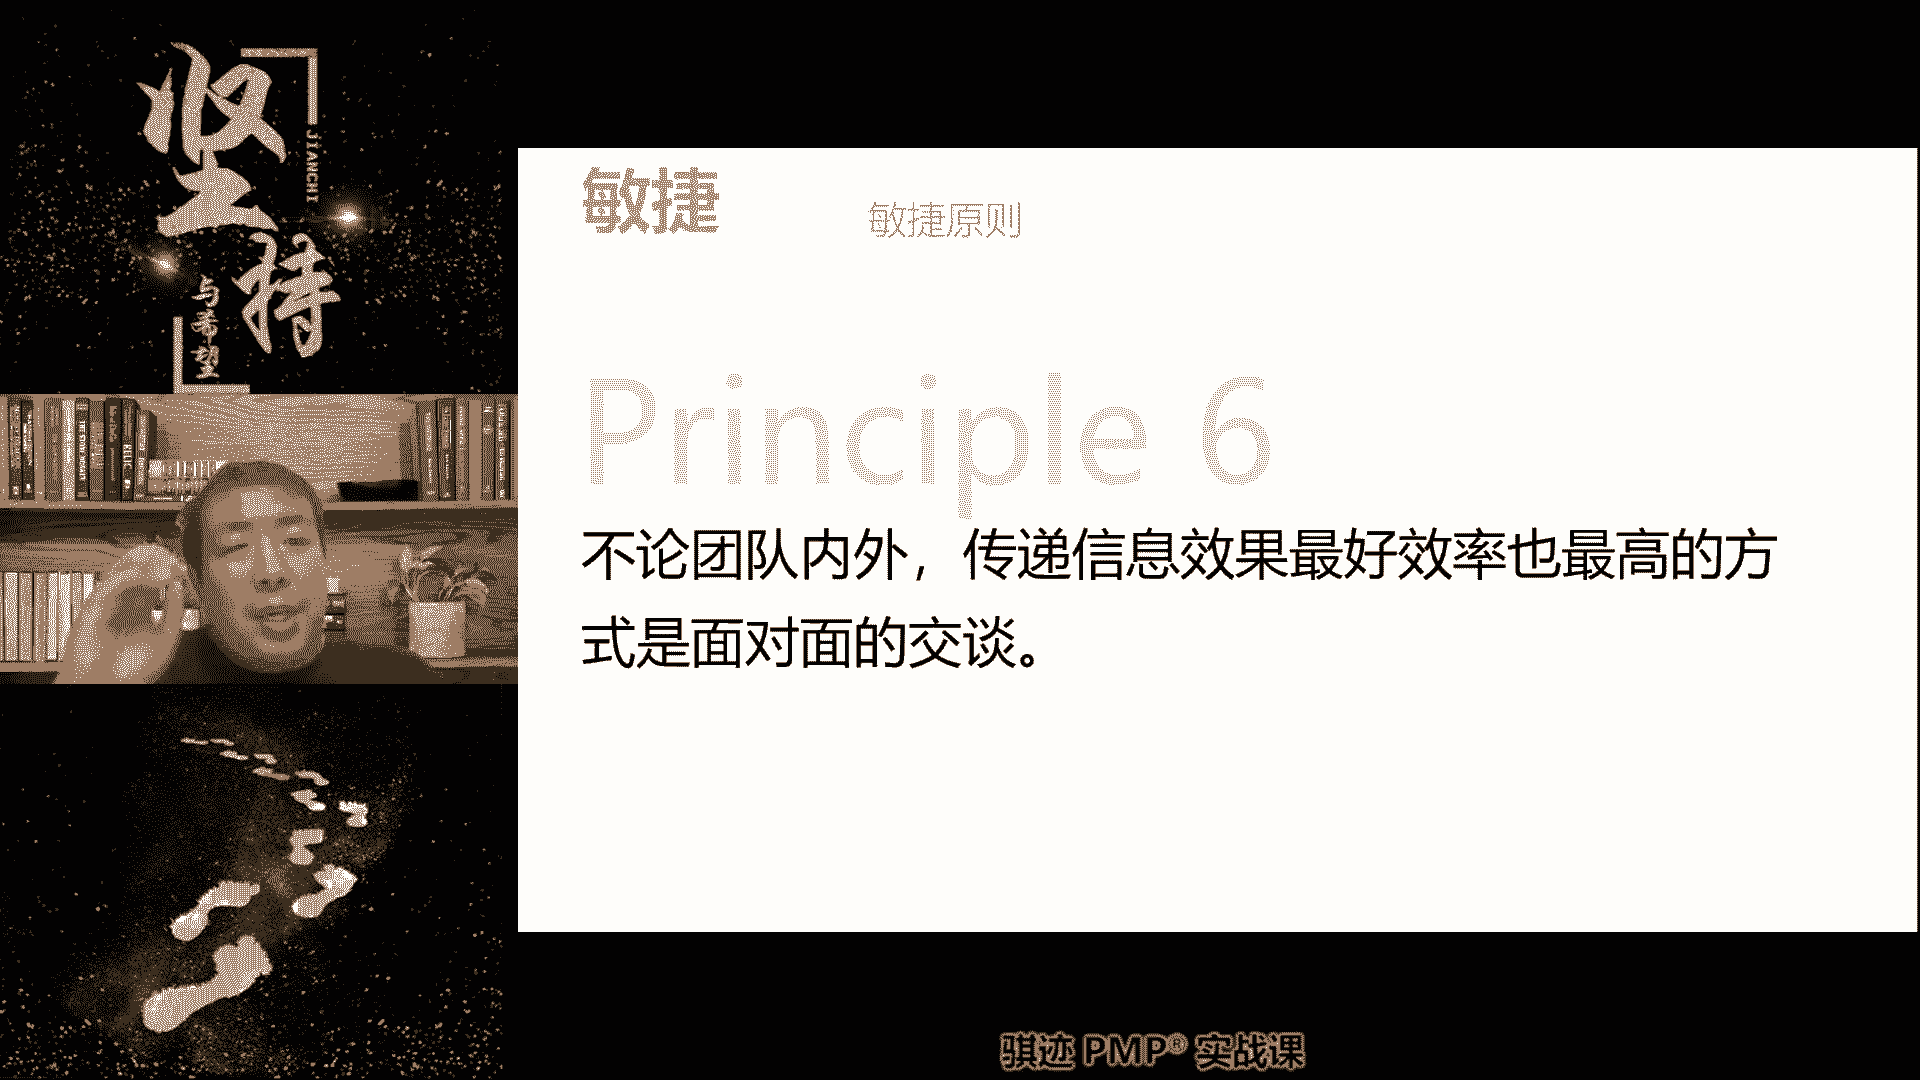 坚持
JIANCHI
与希望
敏捷
敏捷原则
Principle 6
不论团队内外，传递信息效果最好效率也最高的方
式是面对面的交谈。
骐迹 PMP® 实战课